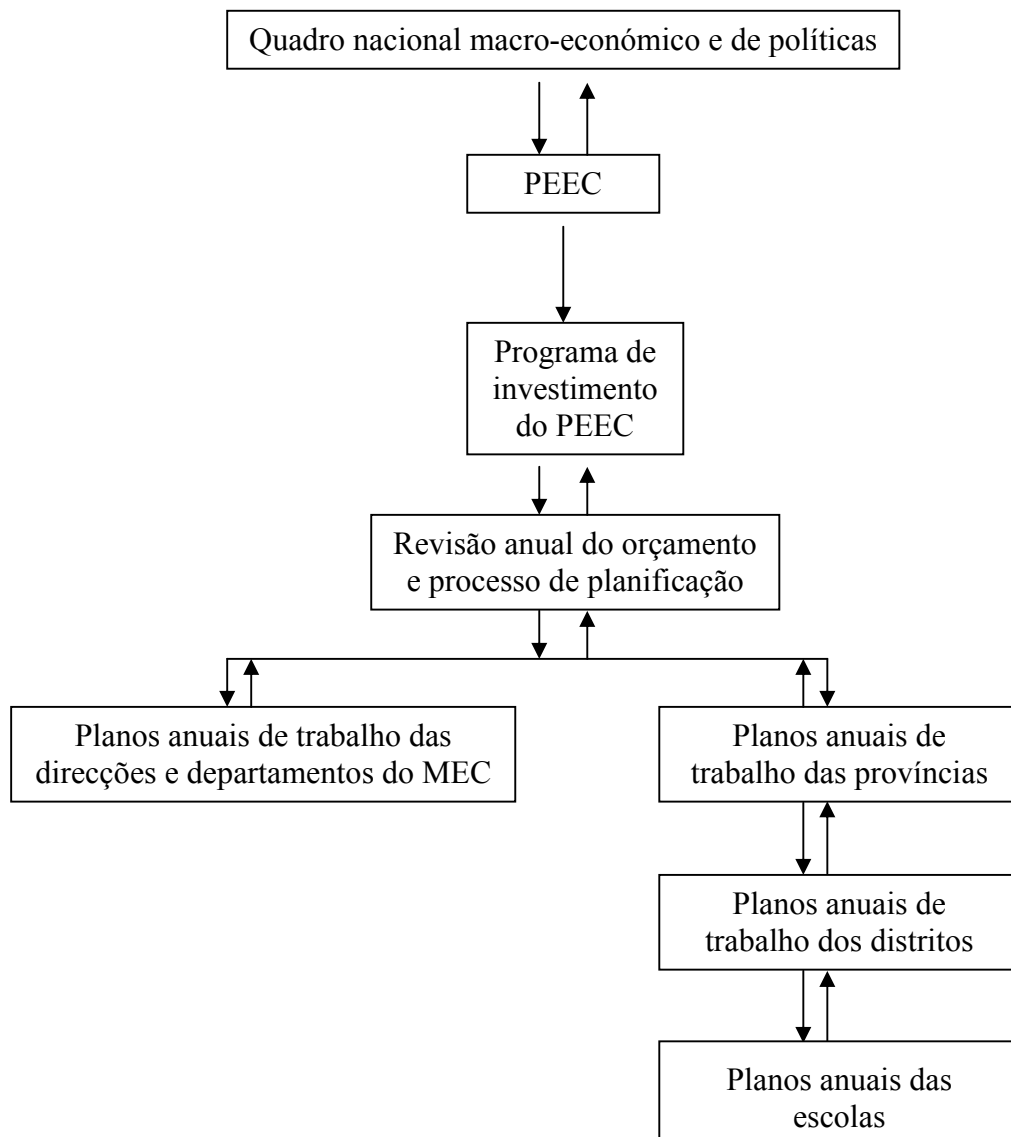 Quadro nacional macro-económico e de políticas
PEEC
Programa de
investimento
do PEEC
Revisão anual do orçamento
e processo de planificação
Planos anuais de trabalho das
direcções e departamentos do MEC
Planos anuais de
trabalho das províncias
Planos anuais de
trabalho dos distritos
Planos anuais das
escolas